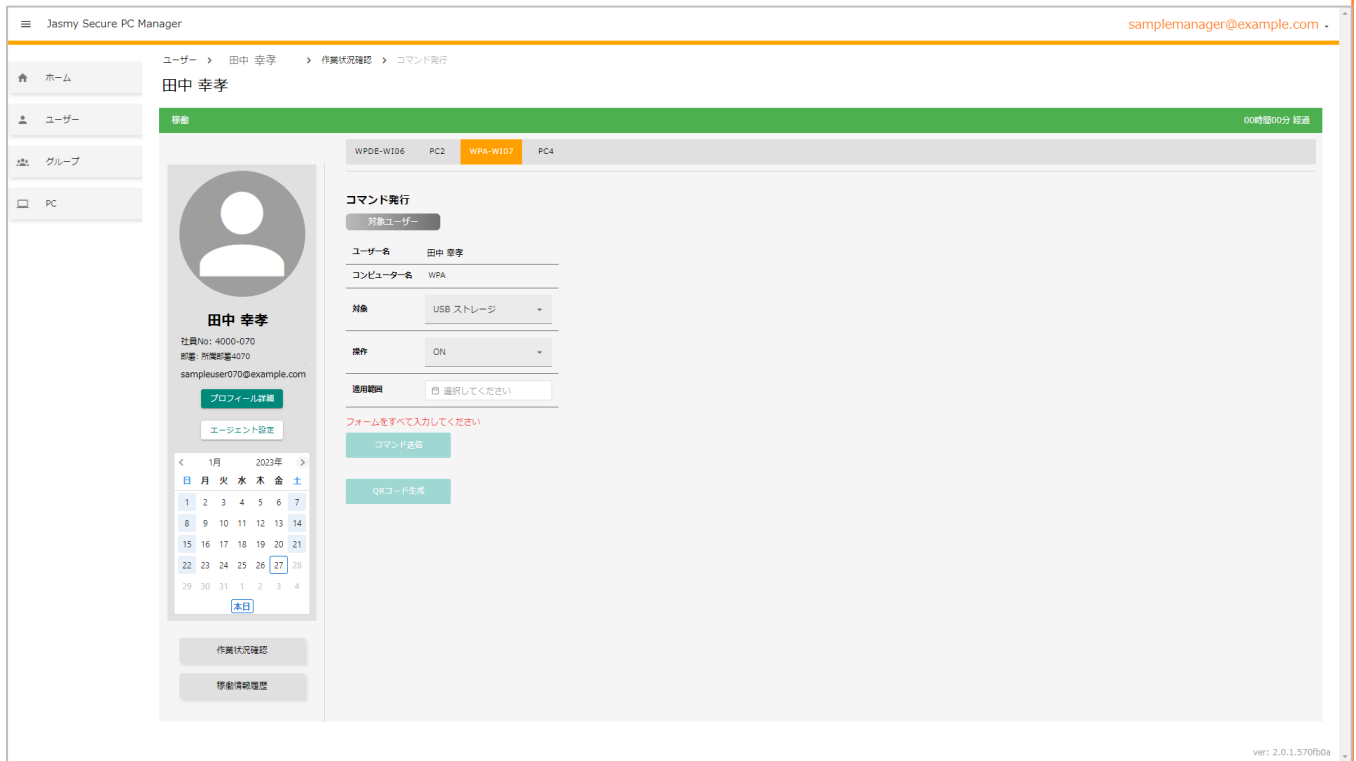 Jasmy Secure PC Manager
samplemanager@example.com
ユーザー > 田中 幸孝 > 作業状況確認 > コマンド発行
田中 幸孝
ホーム
ユーザー
グループ
PC
稼働 00時間00分 経過
WPDE-WI06 PC2 WPA-WI07 PC4
田中 幸孝
社員No: 4000-070
部署: 所属部署4070
sampleuser070@example.com
プロフィール詳細
エージェント設定
< 1月 2023年 >
日 月 火 水 木 金 土
1 2 3 4 5 6 7
8 9 10 11 12 13 14
15 16 17 18 19 20 21
22 23 24 25 26 27 28
29 30 31 1 2 3 4
本日
作業状況確認
稼働情報履歴
コマンド発行
対象ユーザー
ユーザー名 田中 幸孝
コンピューター名 WPA
対象 USB ストレージ
操作 ON
適用範囲 選択してください
フォームをすべて入力してください
コマンド送信
QRコード生成
ver: 2.0.1.570fb0a